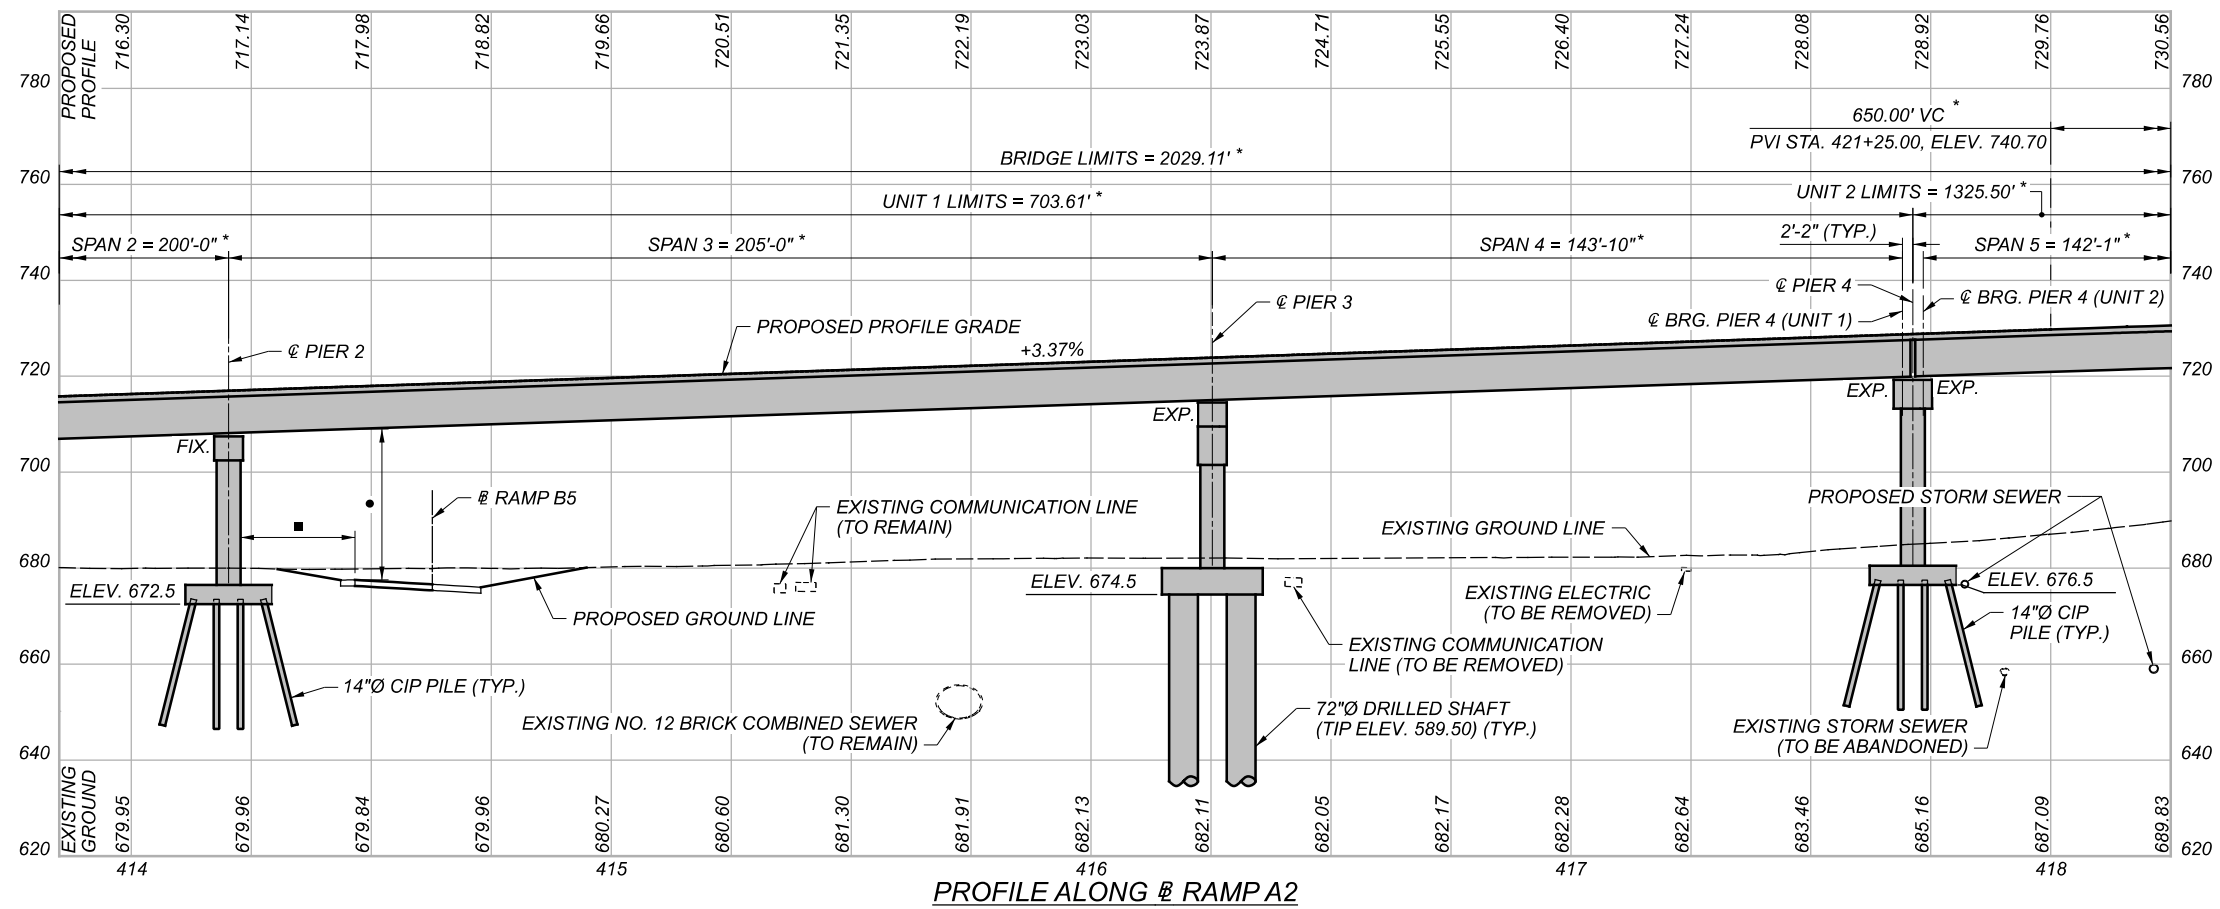 PROPOSED
PROFILE
716.30 717.14 717.98 718.82 719.66 720.51 721.35 722.19 723.03 723.87 724.71 725.55 726.40 727.24 728.08 728.92 729.76 730.56
780 780
650.00' VC *
PVI STA. 421+25.00, ELEV. 740.70
BRIDGE LIMITS = 2029.11' *
760 760
UNIT 1 LIMITS = 703.61' *
UNIT 2 LIMITS = 1325.50' *
SPAN 2 = 200'-0" *
SPAN 3 = 205'-0" *
SPAN 4 = 143'-10" *
2'-2" (TYP.)
SPAN 5 = 142'-1" *
740 740
℄ PIER 4
℄ PIER 3
℄ BRG. PIER 4 (UNIT 2)
℄ BRG. PIER 4 (UNIT 1)
PROPOSED PROFILE GRADE
+3.37%
℄ PIER 2
720 720
EXP.
EXP. EXP.
FIX.
700 700
PROPOSED STORM SEWER
℄ RAMP B5
EXISTING COMMUNICATION LINE
(TO REMAIN)
EXISTING GROUND LINE
680 680
ELEV. 672.5
ELEV. 674.5
ELEV. 676.5
EXISTING ELECTRIC
(TO BE REMOVED)
PROPOSED GROUND LINE
14"Ø CIP
PILE (TYP.)
EXISTING COMMUNICATION
LINE (TO BE REMOVED)
660 660
14"Ø CIP PILE (TYP.)
72"Ø DRILLED SHAFT
(TIP ELEV. 589.50) (TYP.)
EXISTING NO. 12 BRICK COMBINED SEWER
(TO REMAIN)
EXISTING STORM SEWER
(TO BE ABANDONED)
640 640
EXISTING
GROUND
679.95 679.96 679.84 679.96 680.27 680.60 681.30 681.91 682.13 682.11 682.05 682.17 682.28 682.64 683.46 685.16 687.09 689.83
620 620
414 415 416 417 418
PROFILE ALONG ℄ RAMP A2